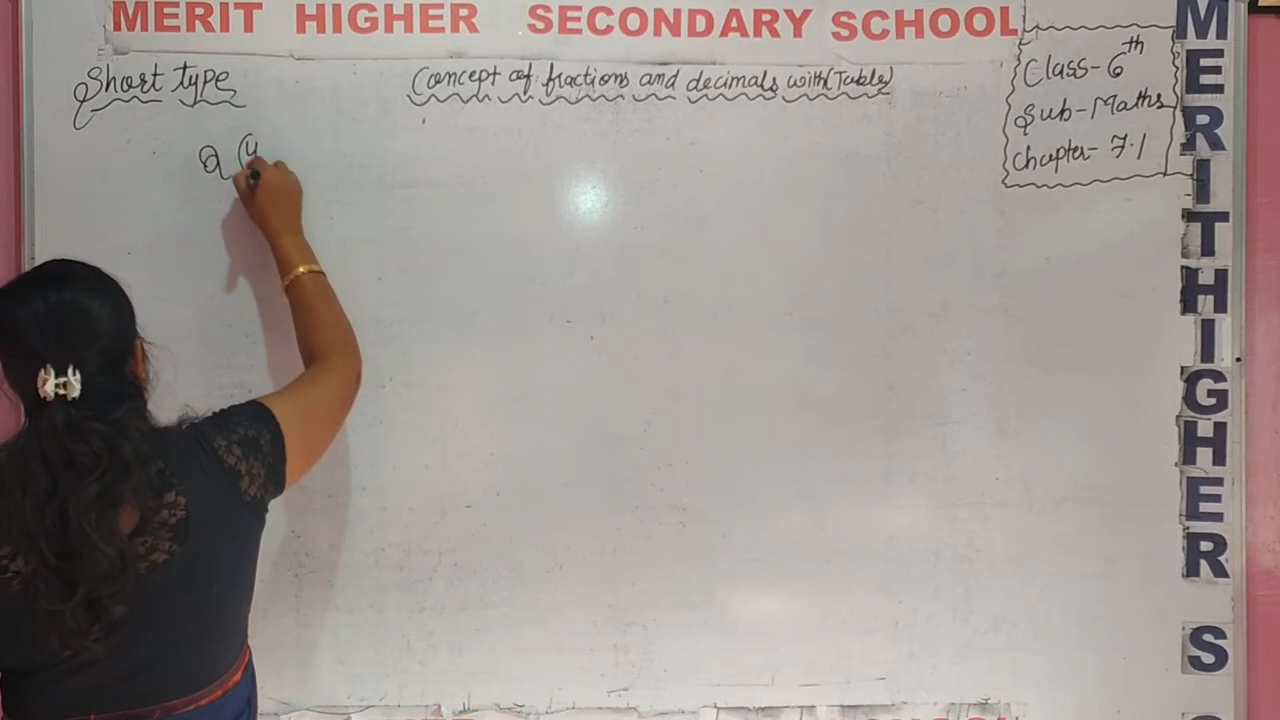 MERIT HIGHER SECONDARY SCHOOL
Short type
Concept of fractions and decimals with (Table)
Class-6th
Sub-Maths
Chapter-7.1
Q (4
MERIT HIGHER S